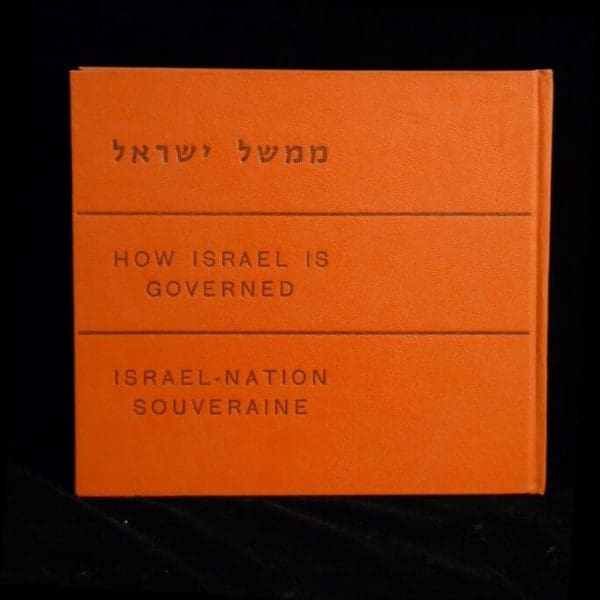 ממשל ישראל
HOW ISRAEL IS
GOVERNED
ISRAEL-NATION
SOUVERAINE